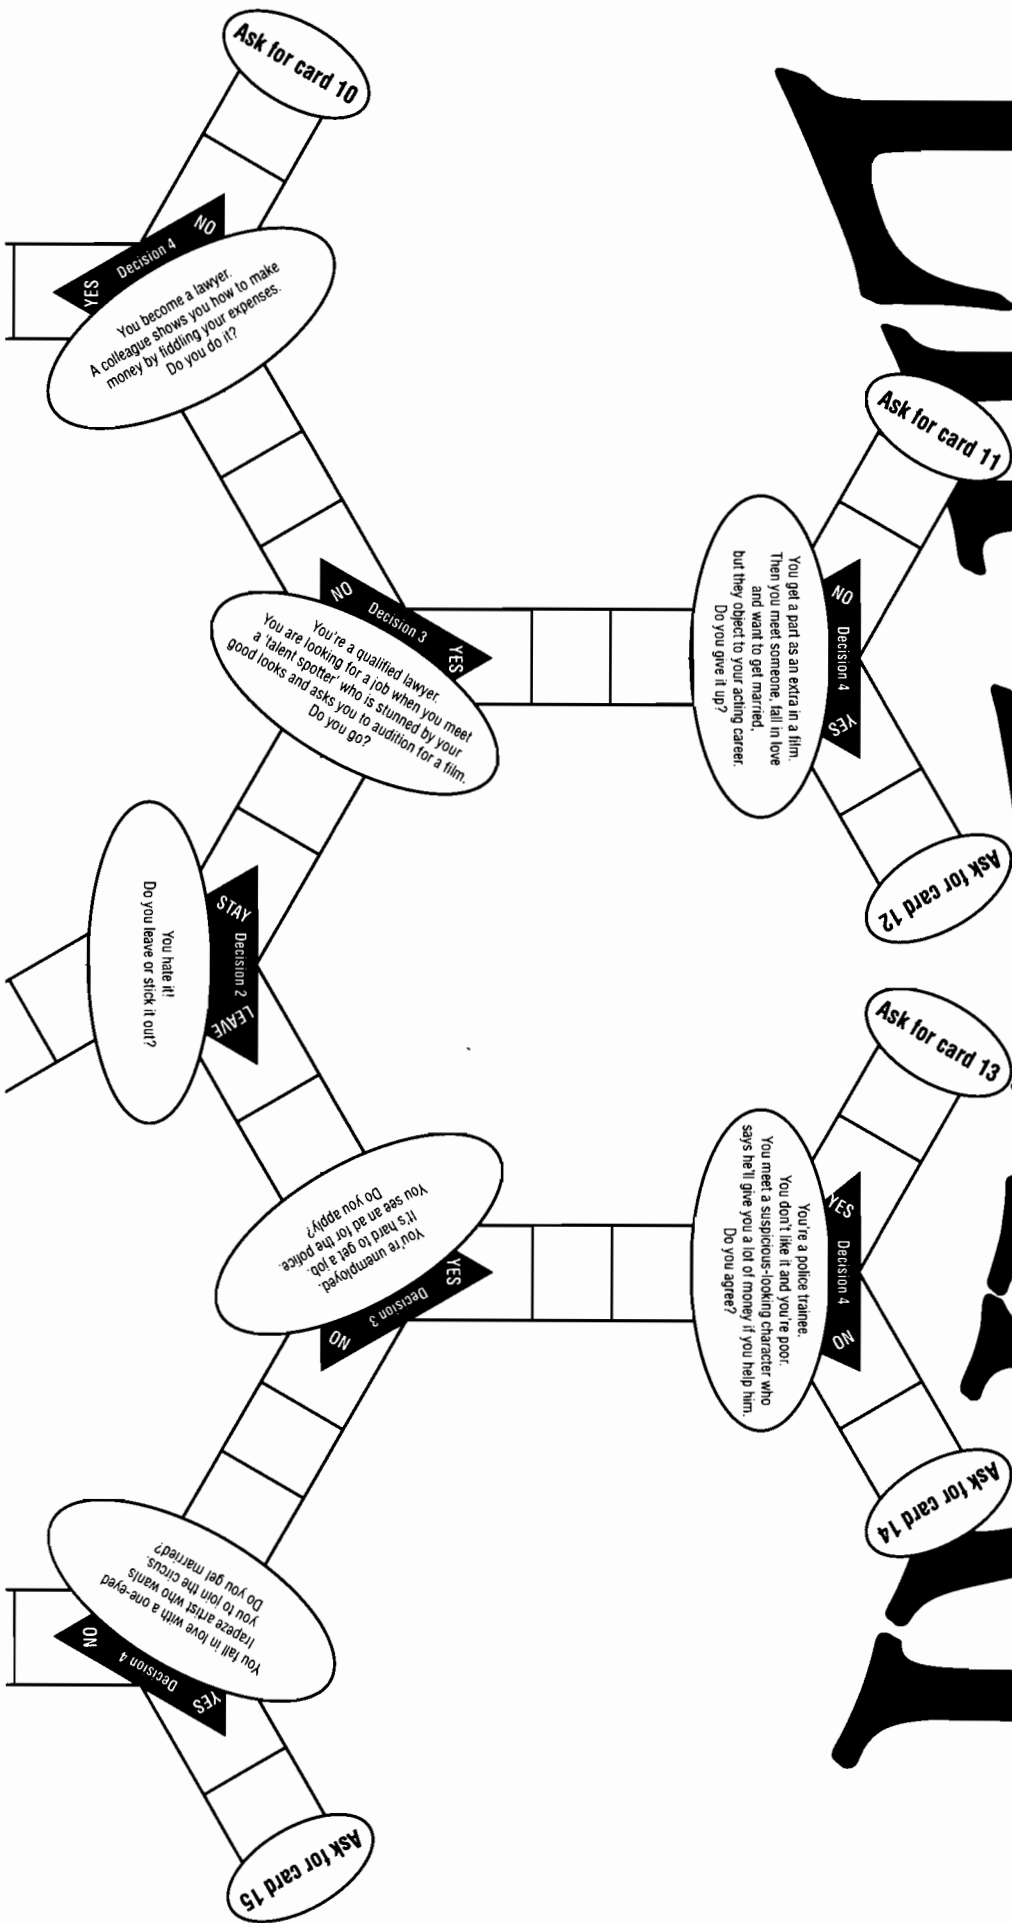 Ask for card 10
NO
Decision 4
YES
You become a lawyer.
A colleague shows you how to make
money by fiddling your expenses.
Do you do it?
NO
Decision 3
YES
You're a qualified lawyer.
You are looking for a job when you meet
a 'talent spotter' who is stunned by your
good looks and asks you to audition for a film.
Do you go?
Ask for card 11
NO
Decision 4
YES
You get a part as an extra in a film.
Then you meet someone, fall in love
and want to get married,
but they object to your acting career.
Do you give it up?
Ask for card 12
STAY
Decision 2
LEAVE
You hate it!
Do you leave or stick it out?
Ask for card 13
YES
Decision 4
NO
You're a police trainee.
You don't like it and you're poor.
You meet a suspicious-looking character who
says he'll give you a lot of money if you help him.
Do you agree?
Ask for card 14
You're unemployed.
It's hard to get a job.
You see an ad for the police.
Do you apply?
YES
Decision 3
NO
You fall in love with a one-eyed
trapeze artist who wants
you to join the circus.
Do you get married?
NO
Decision 4
YES
Ask for card 15